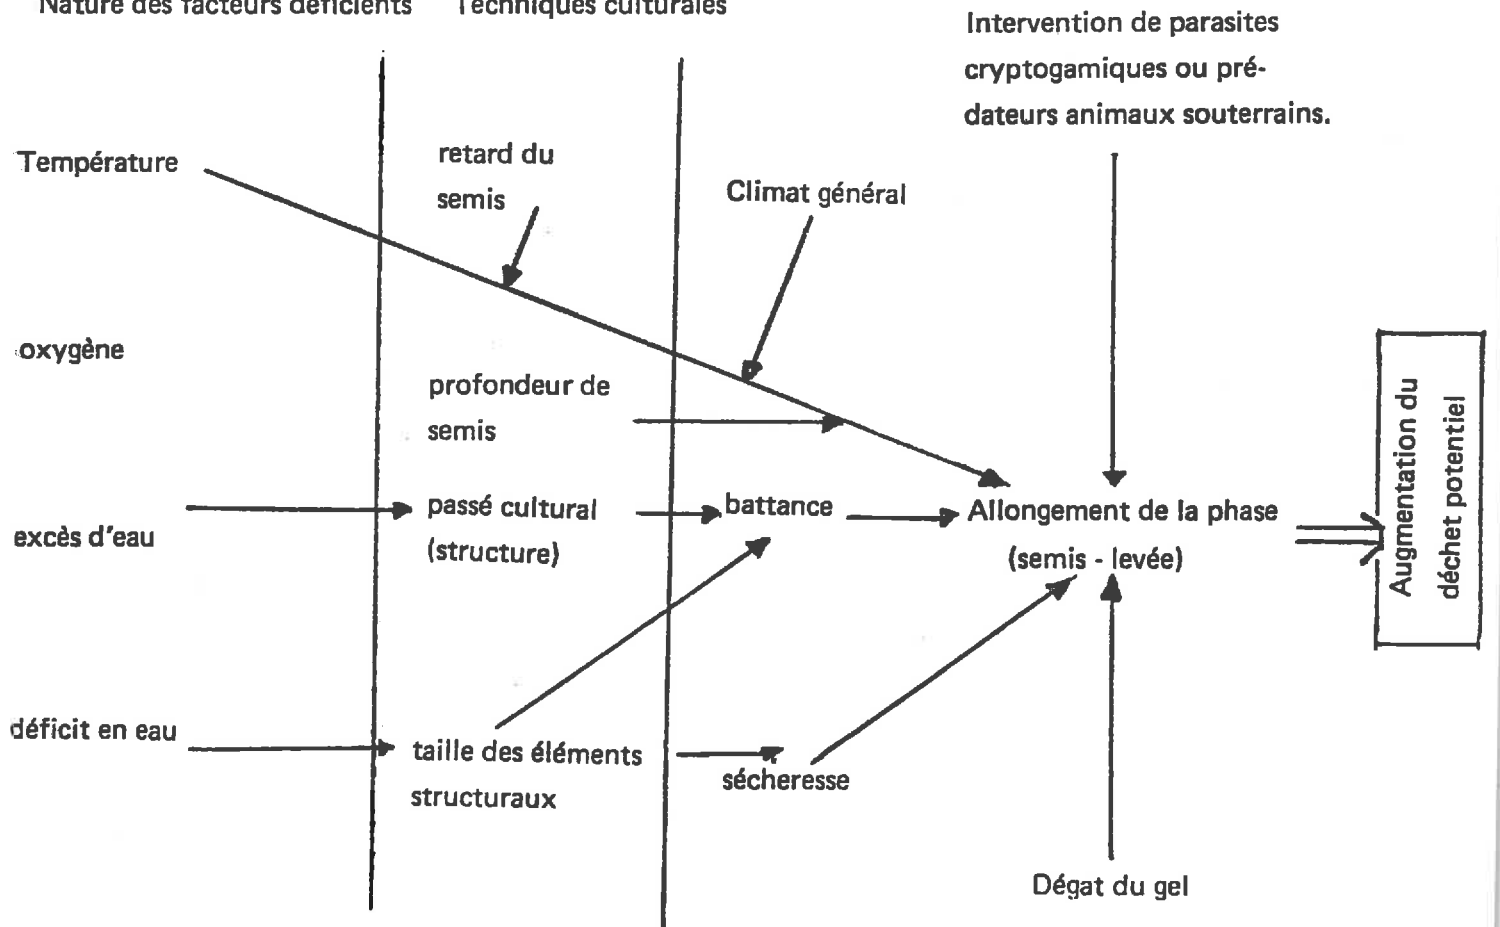 Nature des facteurs déficients
Techniques culturales
Intervention de parasites
cryptogamiques ou pré-
dateurs animaux souterrains.
Température
retard du
semis
Climat général
oxygène
profondeur de
semis
excès d'eau
passé cultural
(structure)
battance
Allongement de la phase
(semis - levée)
Augmentation du
déchet potentiel
déficit en eau
taille des éléments
structuraux
sécheresse
Dégat du gel